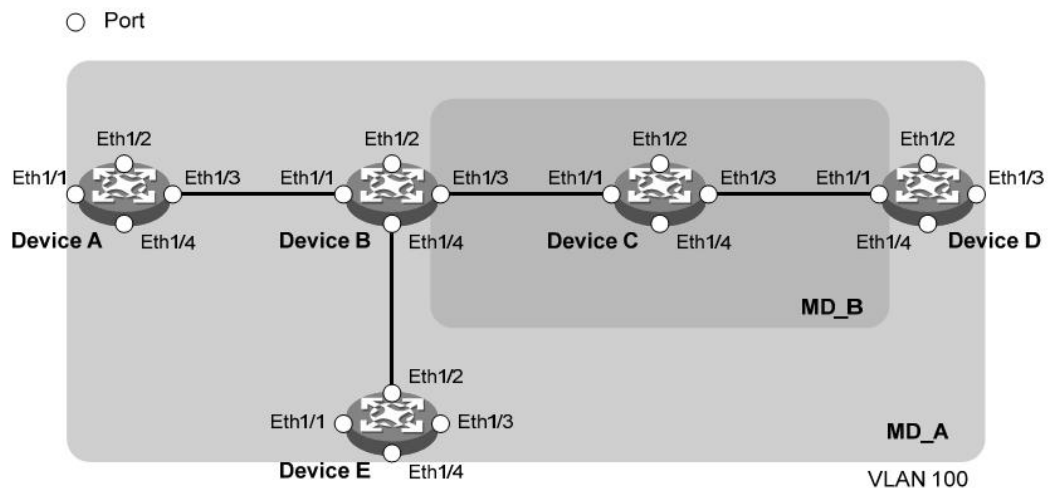 Port
Eth1/2
Eth1/2
Eth1/2
Eth1/2
Eth1/1
Eth1/3
Eth1/1
Eth1/3
Eth1/1
Eth1/3
Eth1/1
Eth1/3
Device A
Eth1/4
Device B
Eth1/4
Device C
Eth1/4
Eth1/4
Device D
MD_B
Eth1/2
Eth1/1
Eth1/3
MD_A
Device E
Eth1/4
VLAN 100